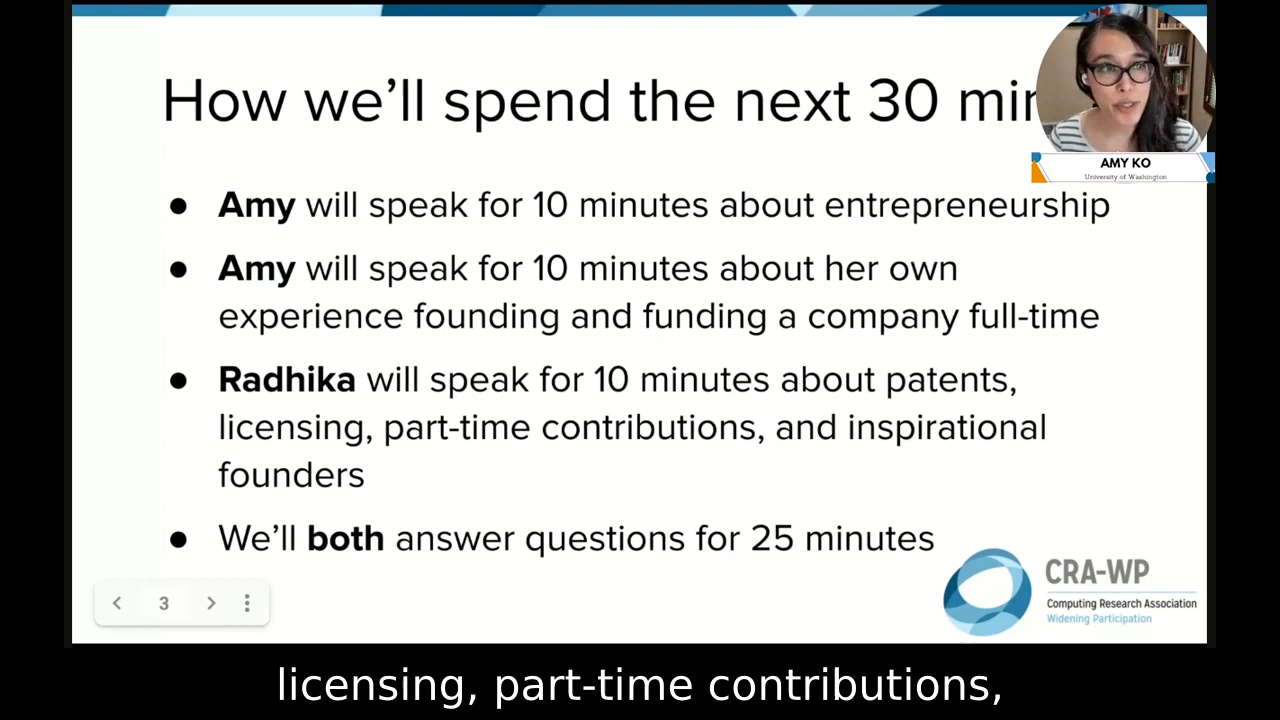 How we’ll spend the next 30 min
AMY KO
University of Washington
● Amy will speak for 10 minutes about entrepreneurship
● Amy will speak for 10 minutes about her own
experience founding and funding a company full-time
● Radhika will speak for 10 minutes about patents,
licensing, part-time contributions, and inspirational
founders
● We’ll both answer questions for 25 minutes
CRA-WP
Computing Research Association
Widening Participation
3
licensing, part-time contributions,